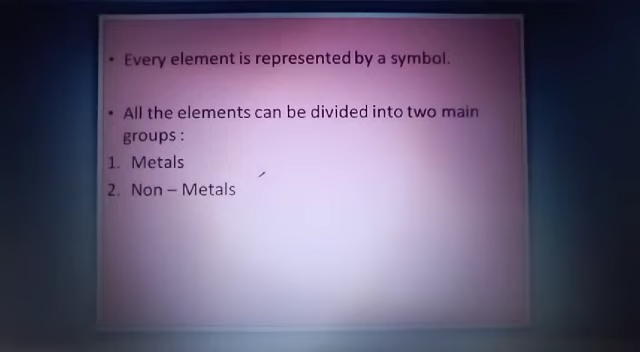 • Every element is represented by a symbol.
• All the elements can be divided into two main
groups :
1. Metals
2. Non – Metals